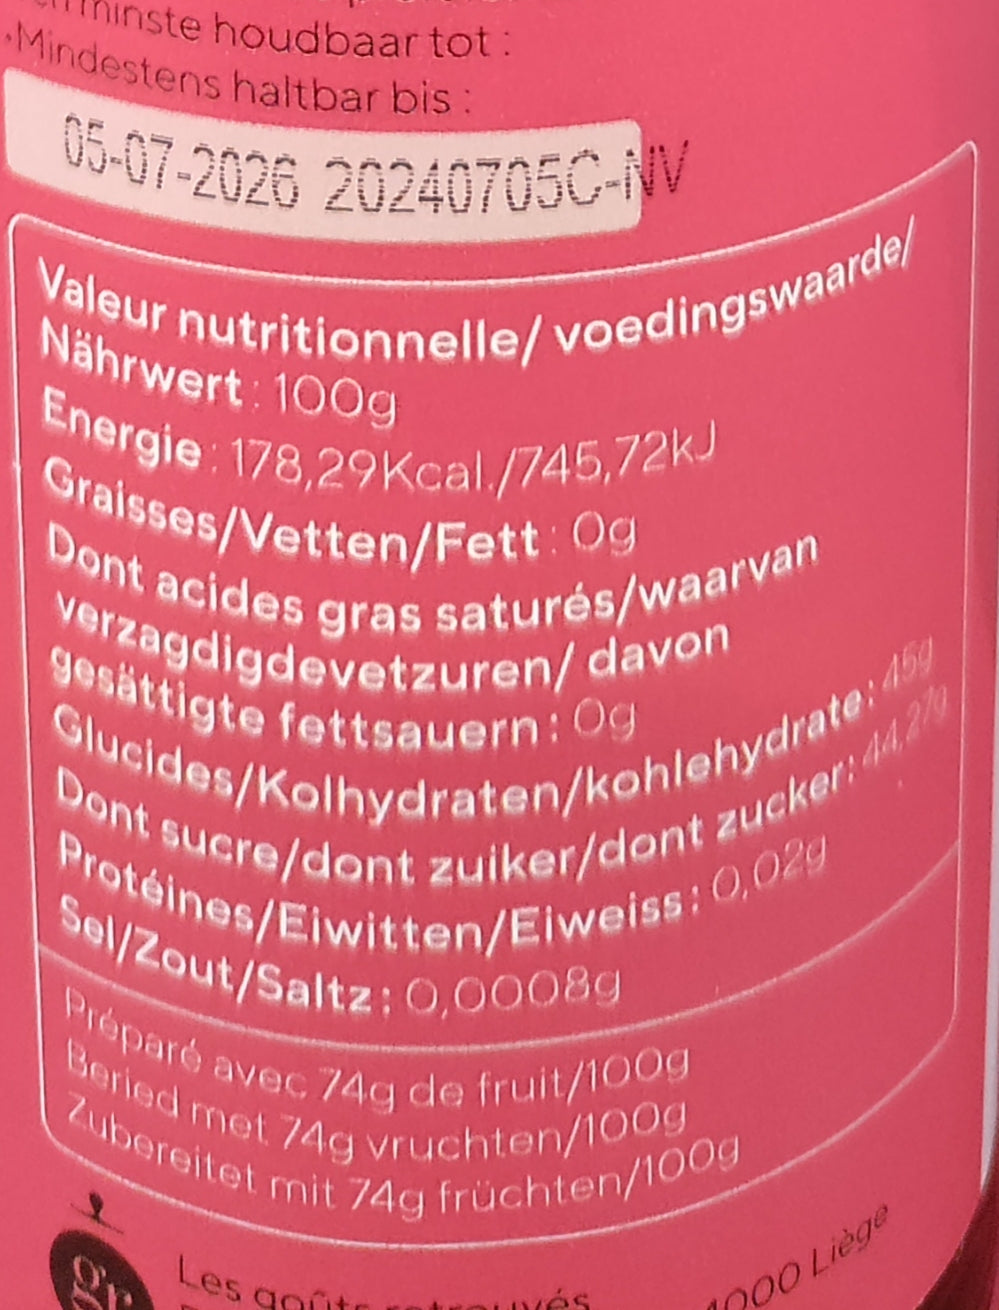 minste houdbaar tot :
Mindestens haltbar bis :
05-07-2026 20240705C-NV
Valeur nutritionnelle/ voedingswaarde/
Nährwert : 100g
Energie : 178,29Kcal./745,72kJ
Graisses/Vetten/Fett : 0g
Dont acides gras saturés/waarvan
verzagdigdevetzuren/ davon
gesättigte fettsauern : 0g
Glucides/Kolhydraten/kohlehydrate : 45g
Dont sucre/dont zuiker/dont zucker: 44,27g
Protéines/Eiwitten/Eiweiss : 0,02g
Sel/Zout/Saltz : 0,0008g
Préparé avec 74g de fruit/100g
Beried met 74g vruchten/100g
Zubereitet mit 74g früchten/100g
gr
Les goûts retrouvés
4000 Liège